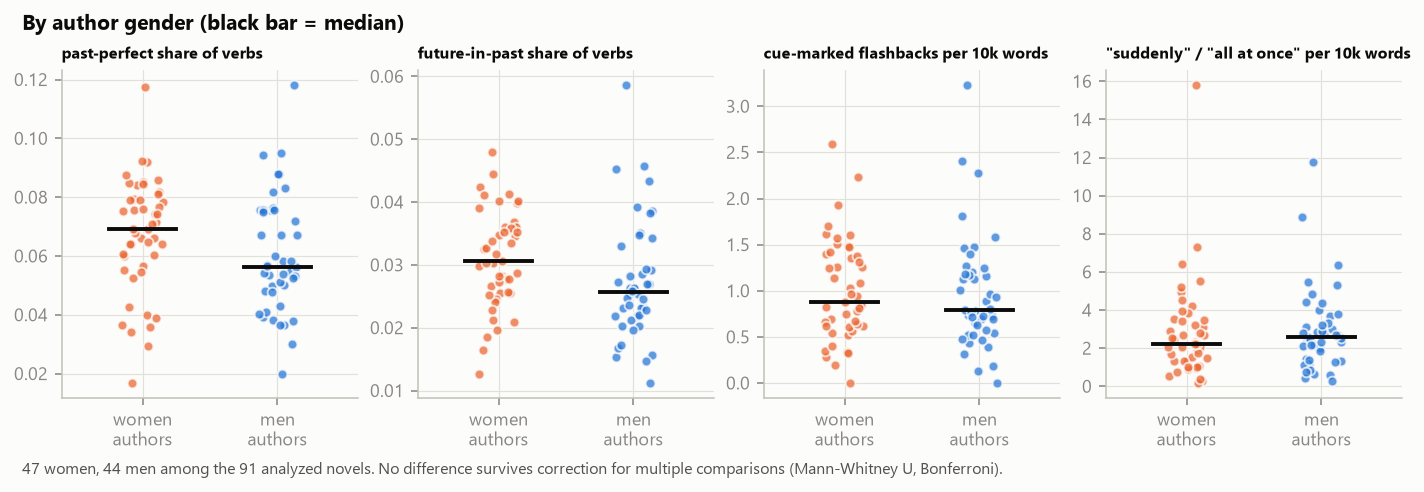 By author gender (black bar = median)
past-perfect share of verbs
future-in-past share of verbs
cue-marked flashbacks per 10k words
"suddenly" / "all at once" per 10k words
0.12
0.10
0.08
0.06
0.04
0.02
women
authors
men
authors
0.06
0.05
0.04
0.03
0.02
0.01
women
authors
men
authors
3.0
2.5
2.0
1.5
1.0
0.5
0.0
women
authors
men
authors
16
14
12
10
8
6
4
2
0
women
authors
men
authors
47 women, 44 men among the 91 analyzed novels. No difference survives correction for multiple comparisons (Mann-Whitney U, Bonferroni).